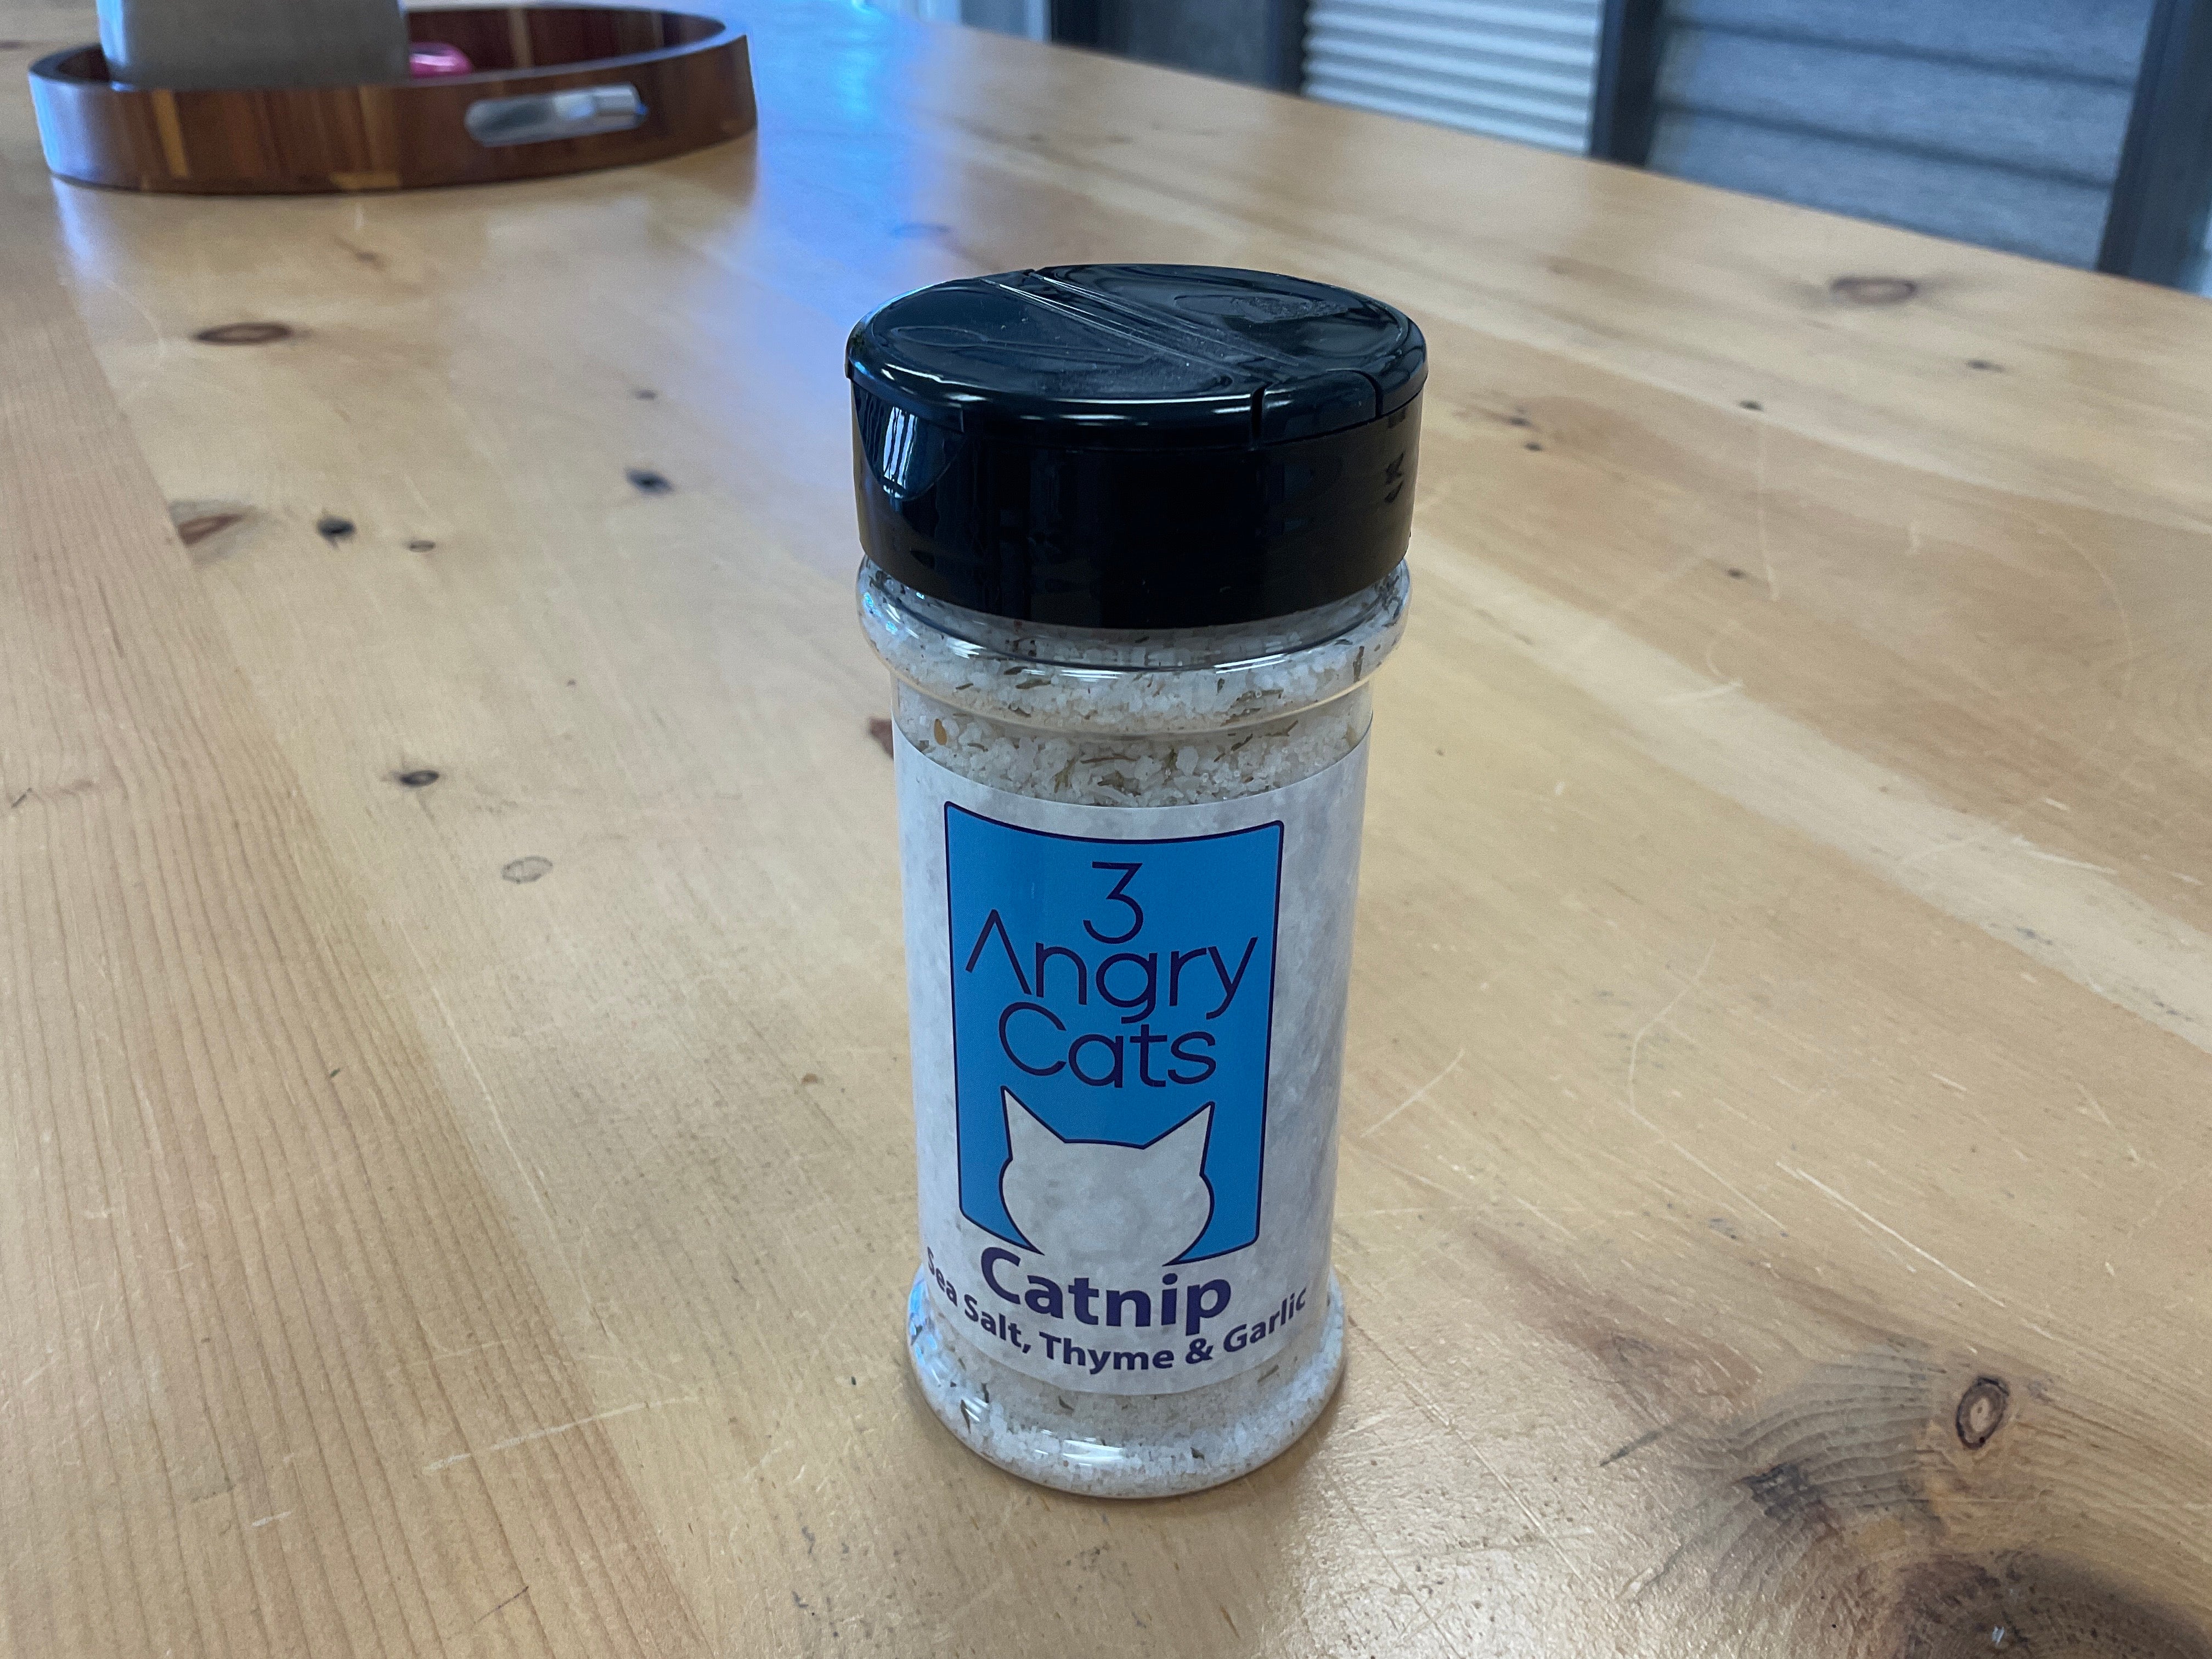 3
Angry
Cats
Catnip
Sea Salt, Thyme & Garlic